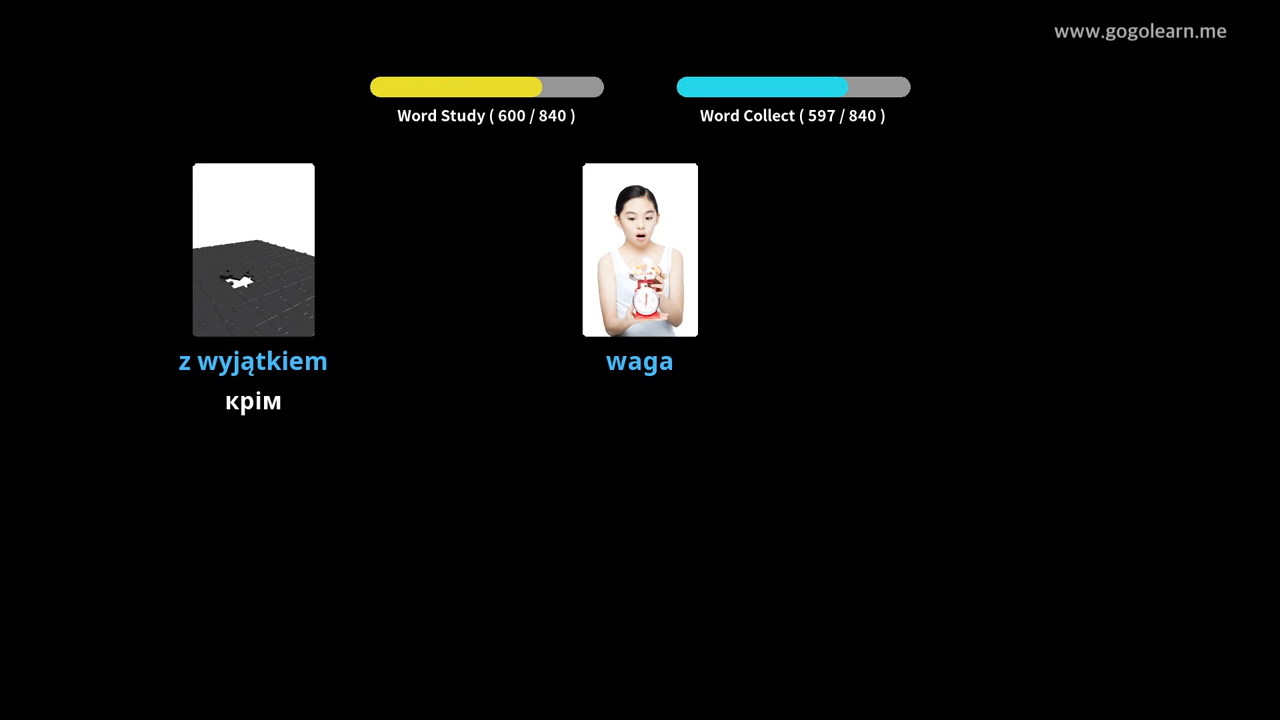 www.gogolearn.me
Word Study ( 600 / 840 )
Word Collect ( 597 / 840 )
z wyjątkiem
waga
крім